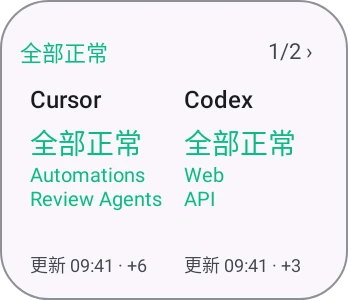 全部正常 1/2 ›
Cursor Codex
全部正常 全部正常
Automations Web
Review Agents API
更新 09:41 · +6 更新 09:41 · +3